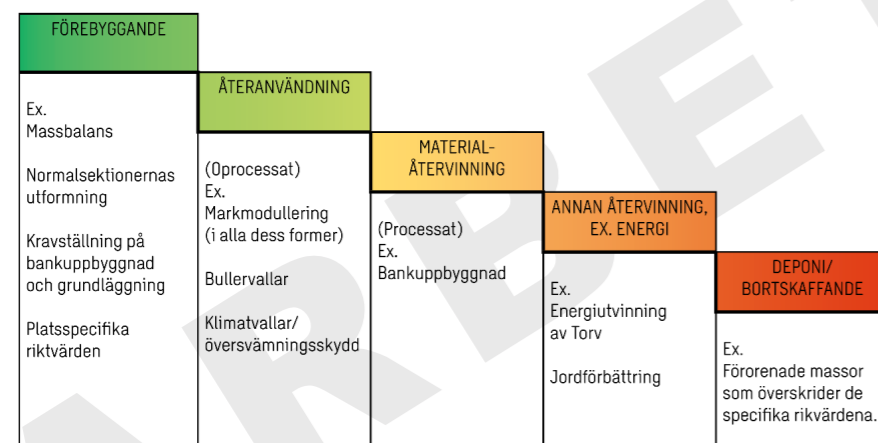 FÖREBYGGANDE
Ex.
Massbalans
Normalsektionernas
utformning
Kravställning på
bankuppbyggnad
och grundläggning
Platsspecifika
riktvärden
ÅTERANVÄNDNING
(Oprocessat)
Ex.
Markmodullering
(i alla dess former)
Bullervallar
Klimatvallar/
översvämningsskydd
MATERIAL-
ÅTERVINNING
(Processat)
Ex.
Bankuppbyggnad
ANNAN ÅTERVINNING,
EX. ENERGI
Ex.
Energiutvinning
av Torv
Jordförbättring
DEPONI/
BORTSKAFFANDE
Ex.
Förorenade massor
som överskrider de
specifika rikvärdena.